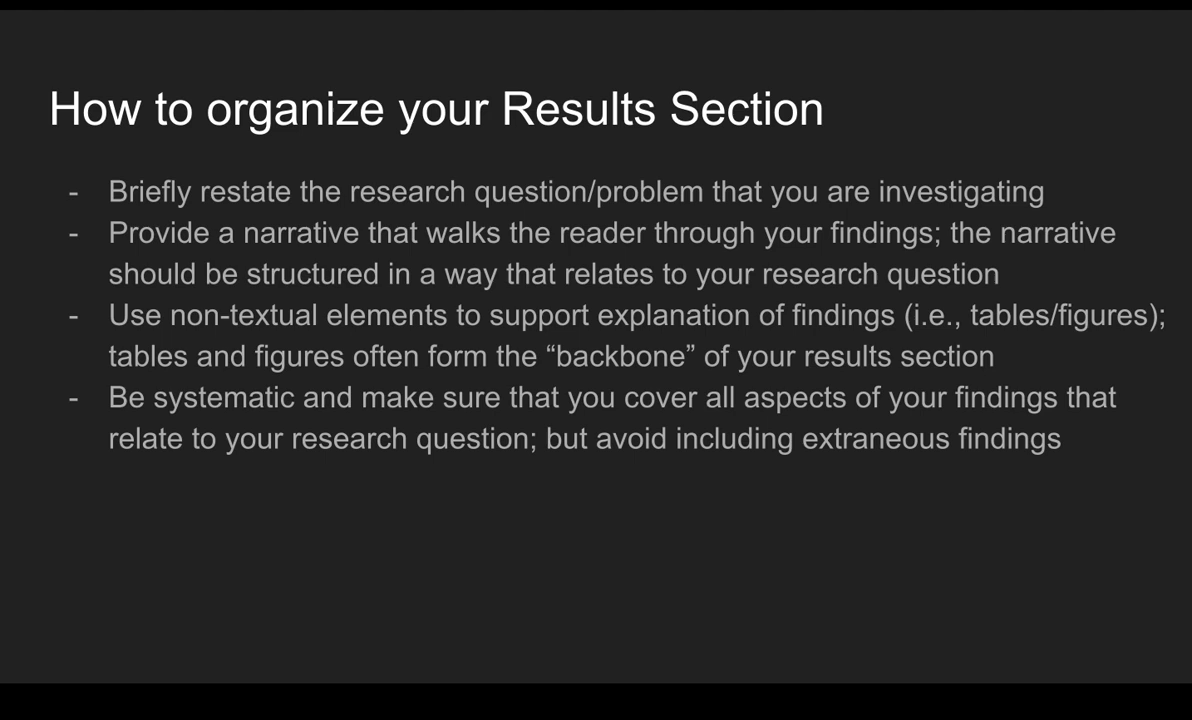 How to organize your Results Section
- Briefly restate the research question/problem that you are investigating
- Provide a narrative that walks the reader through your findings; the narrative
should be structured in a way that relates to your research question
- Use non-textual elements to support explanation of findings (i.e., tables/figures);
tables and figures often form the “backbone” of your results section
- Be systematic and make sure that you cover all aspects of your findings that
relate to your research question; but avoid including extraneous findings